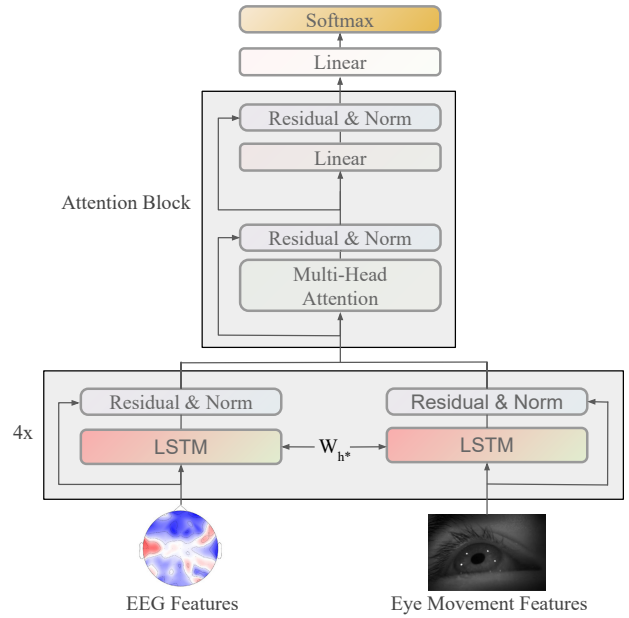 Softmax
Linear
Residual & Norm
Linear
Attention Block
Residual & Norm
Multi-Head
Attention
Residual & Norm
Residual & Norm
4x
LSTM
W_h*
LSTM
EEG Features
Eye Movement Features